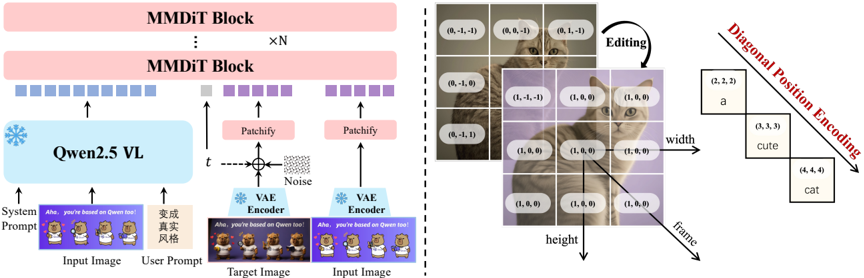 MMDiT Block
⋮ ×N
MMDiT Block
Qwen2.5 VL
System
Prompt
Aha, you're based on Qwen too!
Input Image
变成
真实
风格
User Prompt
t
Patchify
Noise
VAE
Encoder
Aha, you're based on Qwen too!
Target Image
Patchify
VAE
Encoder
Aha, you're based on Qwen too!
Input Image
(0, -1, -1) (0, 0, -1) (0, 1, -1)
(0, -1, 0)
(0, -1, 1)
Editing
(1, -1, -1) (1, 0, 0) (1, 0, 0)
(1, 0, 0) (1, 0, 0) (1, 0, 0)
(1, 0, 0) (1, 0, 0) (1, 0, 0)
width
height
frame
Diagonal Position Encoding
(2, 2, 2)
a
(3, 3, 3)
cute
(4, 4, 4)
cat